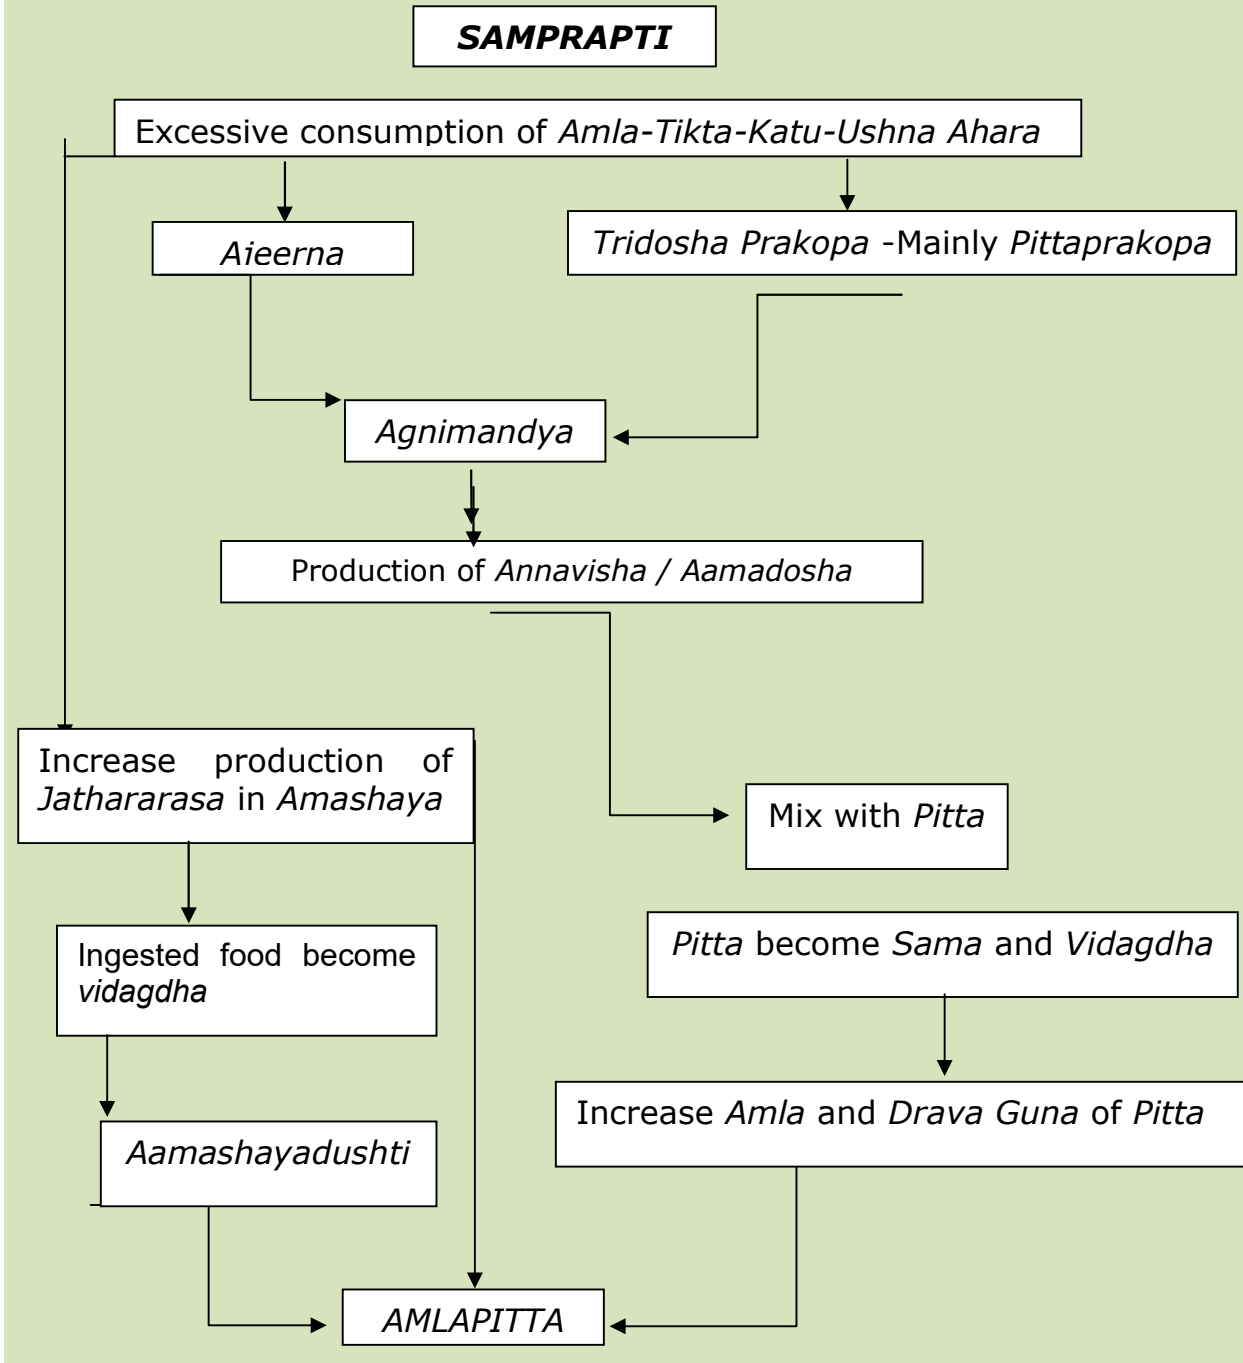 SAMPRAPTI
Excessive consumption of Amla-Tikta-Katu-Ushna Ahara
Ajeerna
Tridosha Prakopa -Mainly Pittaprakopa
Agnimandya
Production of Annavisha / Aamadosha
Increase production of
Jathararasa in Amashaya
Mix with Pitta
Ingested food become
vidagdha
Pitta become Sama and Vidagdha
Increase Amla and Drava Guna of Pitta
Aamashayadushti
AMLAPITTA